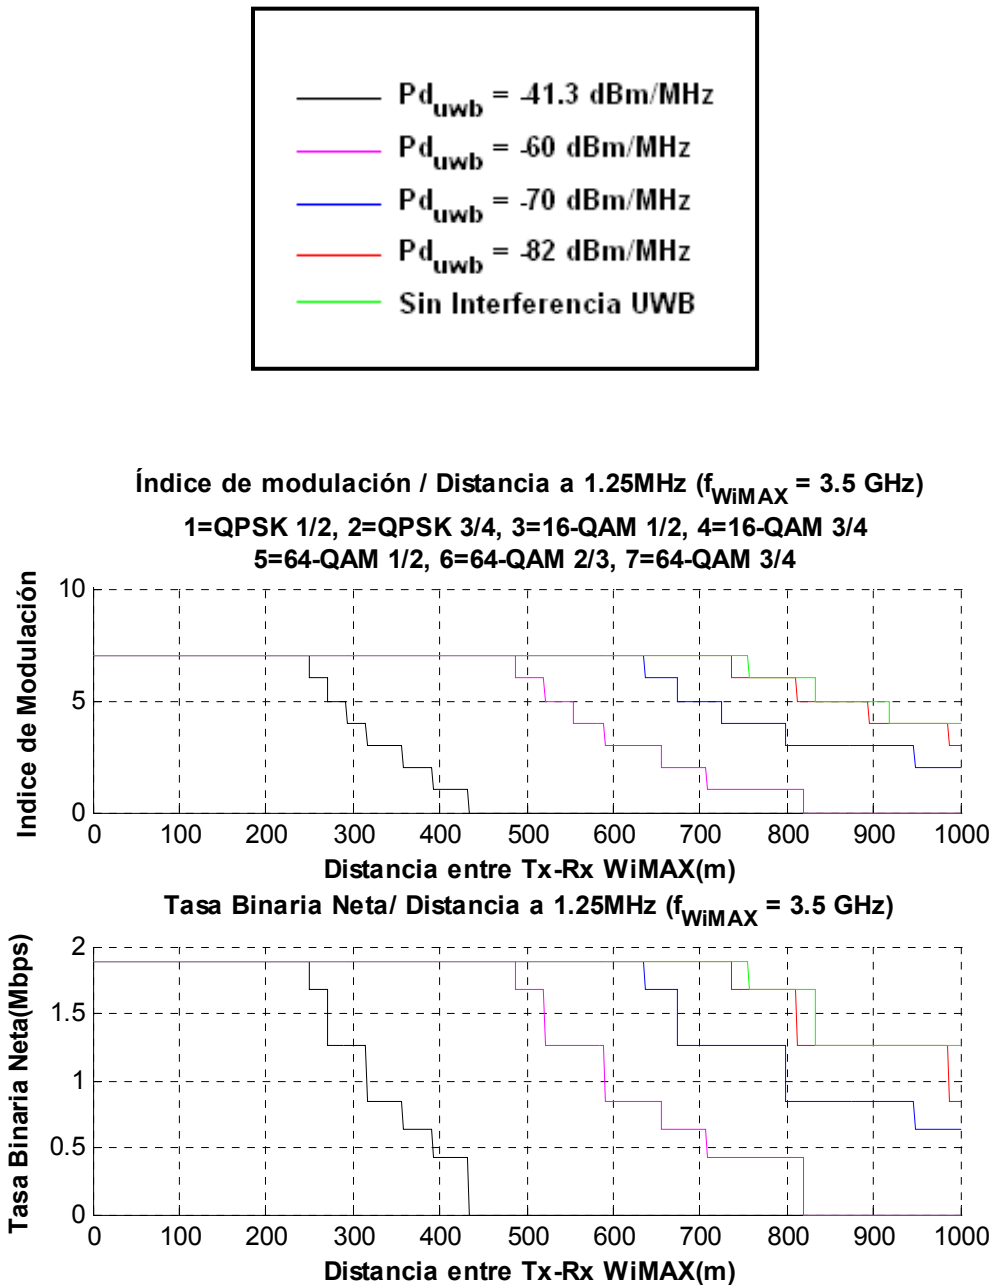 Pd_uwb = -41.3 dBm/MHz
Pd_uwb = -60 dBm/MHz
Pd_uwb = -70 dBm/MHz
Pd_uwb = -82 dBm/MHz
Sin Interferencia UWB
Índice de modulación / Distancia a 1.25MHz (f_WiMAX = 3.5 GHz)
1=QPSK 1/2, 2=QPSK 3/4, 3=16-QAM 1/2, 4=16-QAM 3/4
5=64-QAM 1/2, 6=64-QAM 2/3, 7=64-QAM 3/4
Indice de Modulación
10
5
0
0 100 200 300 400 500 600 700 800 900 1000
Distancia entre Tx-Rx WiMAX(m)
Tasa Binaria Neta/ Distancia a 1.25MHz (f_WiMAX = 3.5 GHz)
Tasa Binaria Neta(Mbps)
2
1.5
1
0.5
0
0 100 200 300 400 500 600 700 800 900 1000
Distancia entre Tx-Rx WiMAX(m)